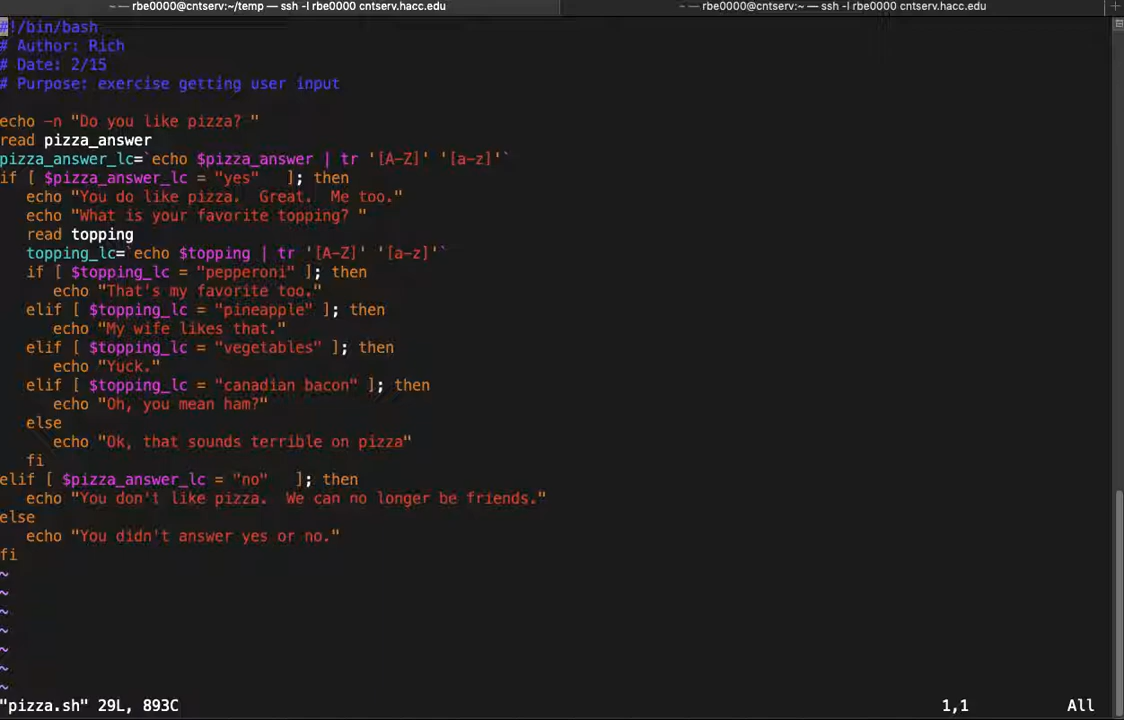 ~ — rbe0000@cntserv:~/temp — ssh -l rbe0000 cntserv.hacc.edu
~ — rbe0000@cntserv:~ — ssh -l rbe0000 cntserv.hacc.edu
+
#!/bin/bash
# Author: Rich
# Date: 2/15
# Purpose: exercise getting user input

echo -n "Do you like pizza? "
read pizza_answer
pizza_answer_lc=`echo $pizza_answer | tr '[A-Z]' '[a-z]'`
if [ $pizza_answer_lc = "yes"   ]; then
   echo "You do like pizza.  Great.  Me too."
   echo "What is your favorite topping? "
   read topping
   topping_lc=`echo $topping | tr '[A-Z]' '[a-z]'`
   if [ $topping_lc = "pepperoni" ]; then
      echo "That's my favorite too."
   elif [ $topping_lc = "pineapple" ]; then
      echo "My wife likes that."
   elif [ $topping_lc = "vegetables" ]; then
      echo "Yuck."
   elif [ $topping_lc = "canadian bacon" ]; then
      echo "Oh, you mean ham?"
   else
      echo "Ok, that sounds terrible on pizza"
   fi
elif [ $pizza_answer_lc = "no"   ]; then
   echo "You don't like pizza.  We can no longer be friends."
else
   echo "You didn't answer yes or no."
fi
~
~
~
~
~
~
~
"pizza.sh" 29L, 893C 1,1 All